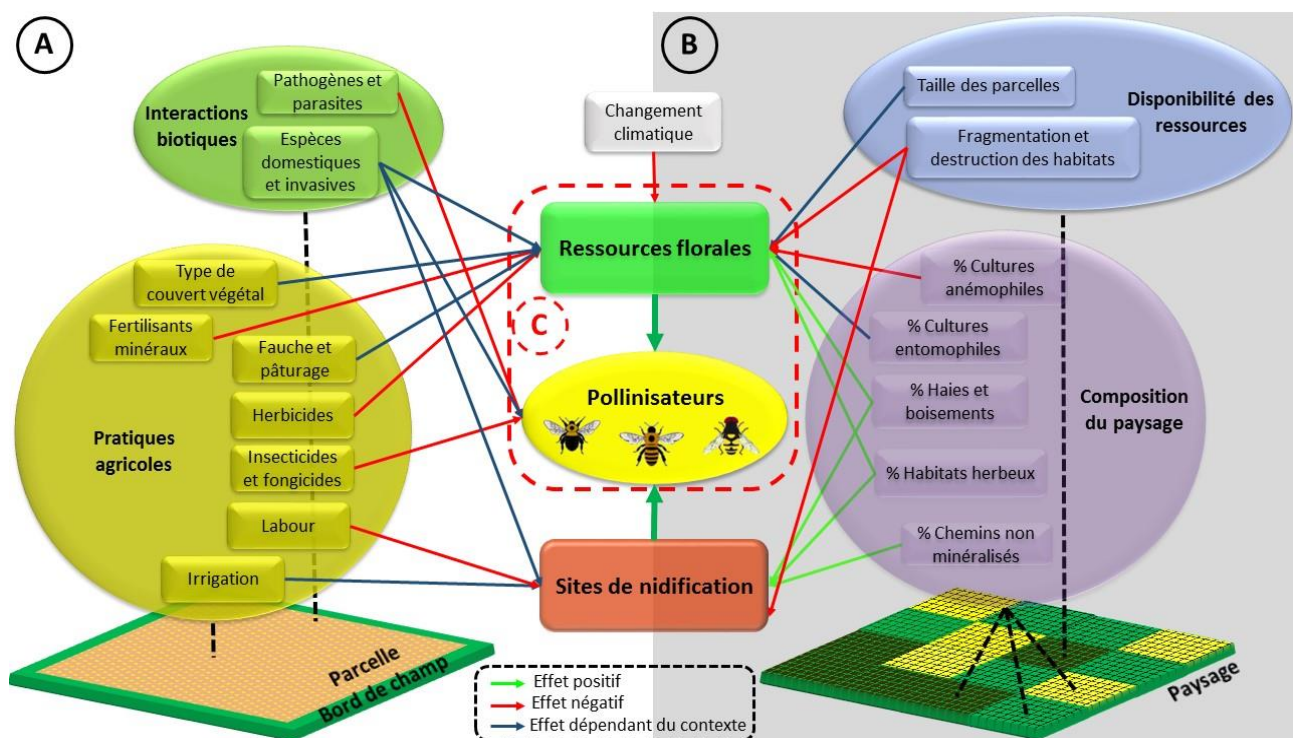 A
B
Interactions
biotiques
Pathogènes et
parasites
Espèces
domestiques
et invasives
Changement
climatique
Taille des parcelles
Fragmentation et
destruction des habitats
Disponibilité des
ressources
Ressources florales
C
Pollinisateurs
Sites de nidification
Type de
couvert végétal
Fertilisants
minéraux
Fauche et
pâturage
Herbicides
Pratiques
agricoles
Insecticides
et fongicides
Labour
Irrigation
% Cultures
anémophiles
% Cultures
entomophiles
% Haies et
boisements
Composition
du paysage
% Habitats herbeux
% Chemins non
minéralisés
Parcelle
Bord de champ
Effet positif
Effet négatif
Effet dépendant du contexte
Paysage